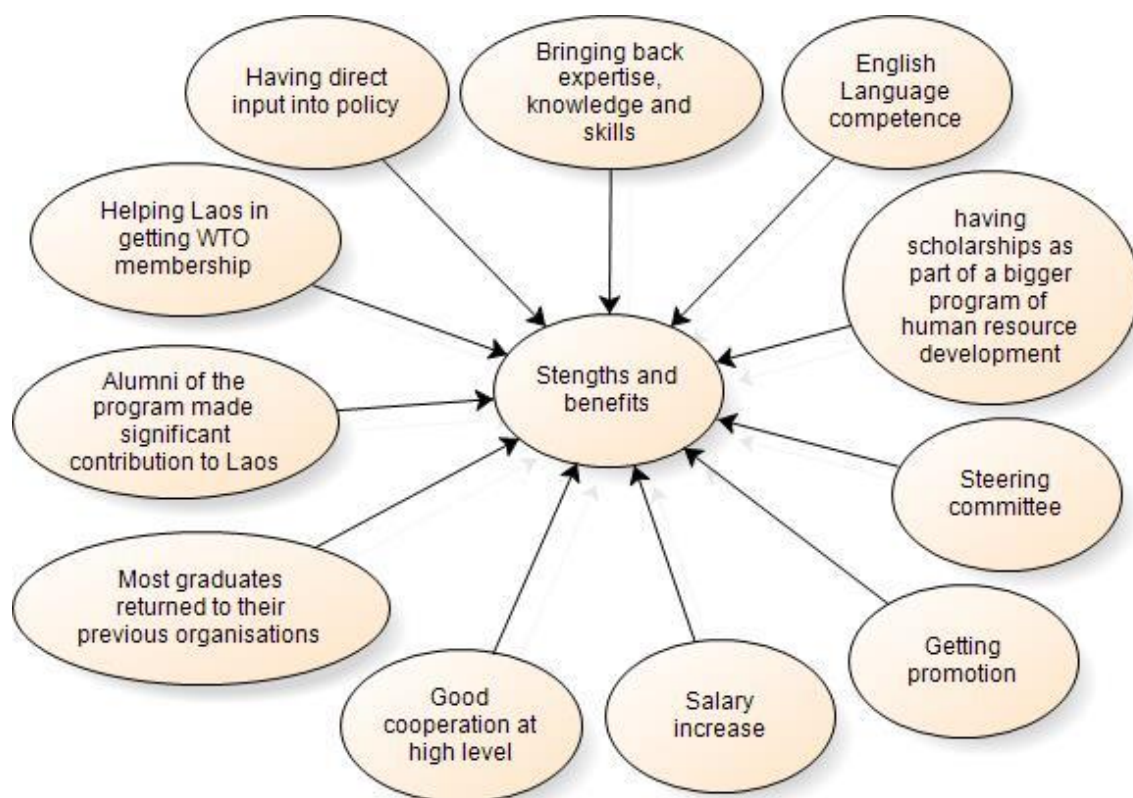 Having direct
input into policy
Bringing back
expertise,
knowledge and
skills
English
Language
competence
Helping Laos in
getting WTO
membership
having
scholarships as
part of a bigger
program of
human resource
development
Stengths and
benefits
Alumni of the
program made
significant
contribution to Laos
Steering
committee
Most graduates
returned to their
previous organisations
Getting
promotion
Good
cooperation at
high level
Salary
increase